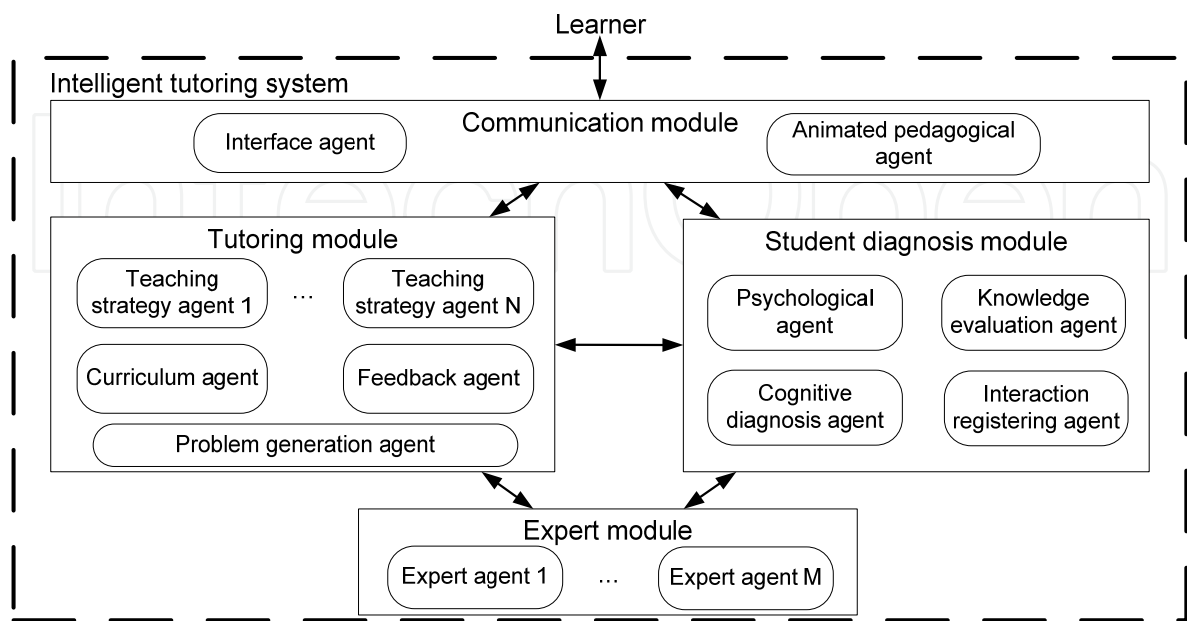 Learner
Intelligent tutoring system
Communication module
Interface agent
Animated pedagogical
agent
Tutoring module
Teaching
strategy agent 1
...
Teaching
strategy agent N
Curriculum agent
Feedback agent
Problem generation agent
Student diagnosis module
Psychological
agent
Knowledge
evaluation agent
Cognitive
diagnosis agent
Interaction
registering agent
Expert module
Expert agent 1
...
Expert agent M
IntechOpen